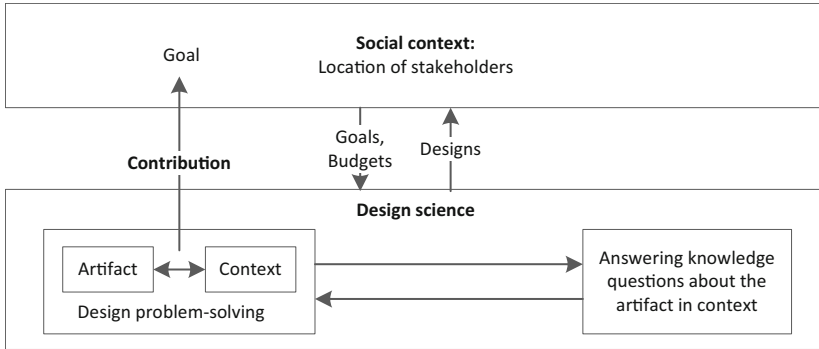 Social context:
Location of stakeholders
Goal
Goals,
Budgets
Designs
Contribution
Design science
Artifact
Context
Design problem-solving
Answering knowledge
questions about the
artifact in context